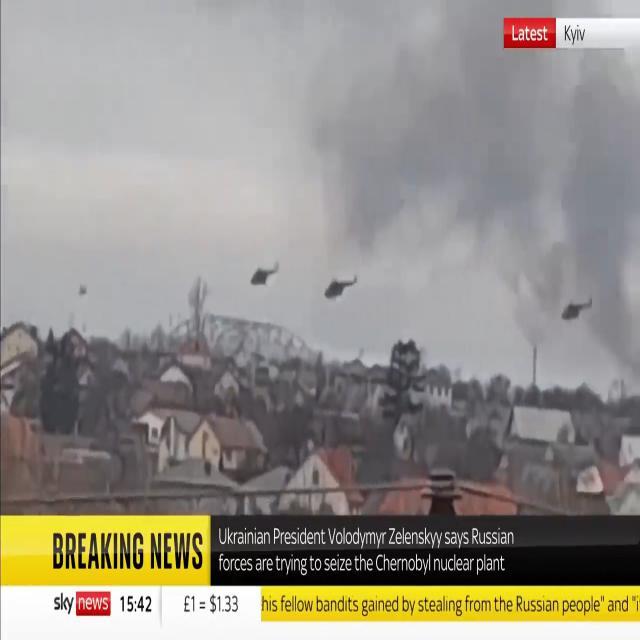 Latest Kyiv
BREAKING NEWS
Ukrainian President Volodymyr Zelenskyy says Russian
forces are trying to seize the Chernobyl nuclear plant
sky news 15:42 £1 = $1.33 his fellow bandits gained by stealing from the Russian people" and "i